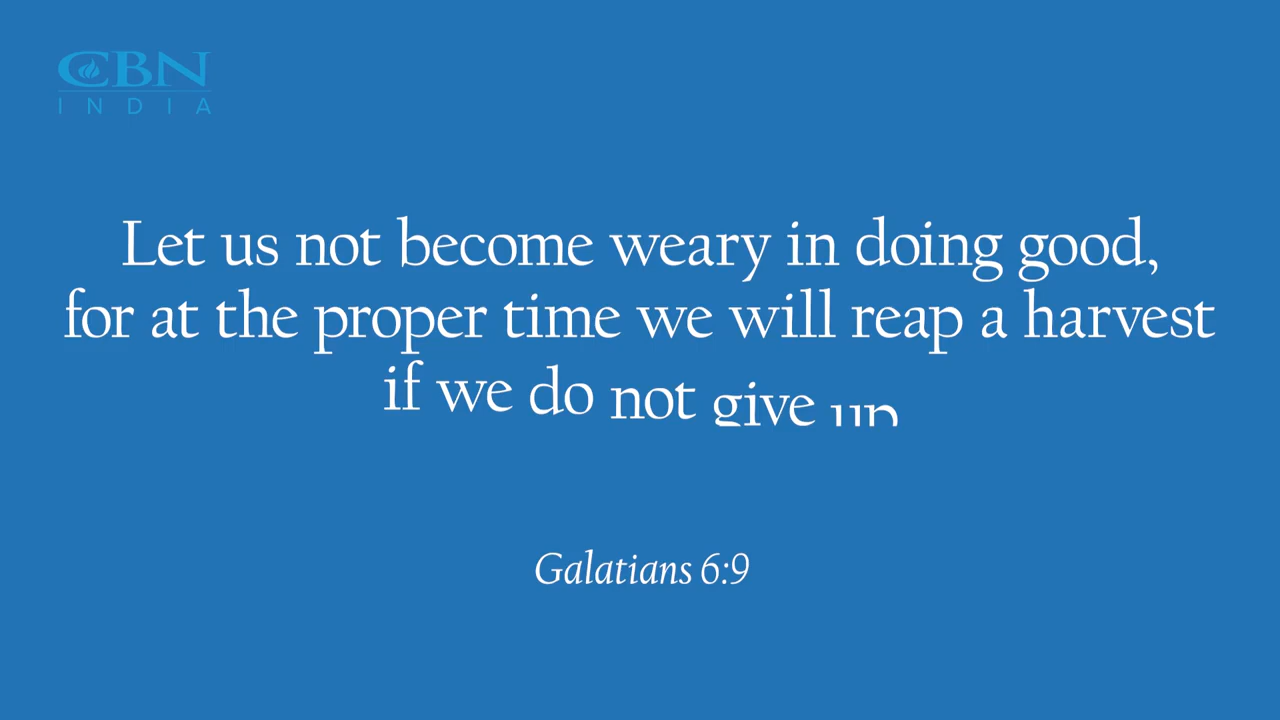 CBN
INDIA
Let us not become weary in doing good,
for at the proper time we will reap a harvest
if we do not give up
Galatians 6:9